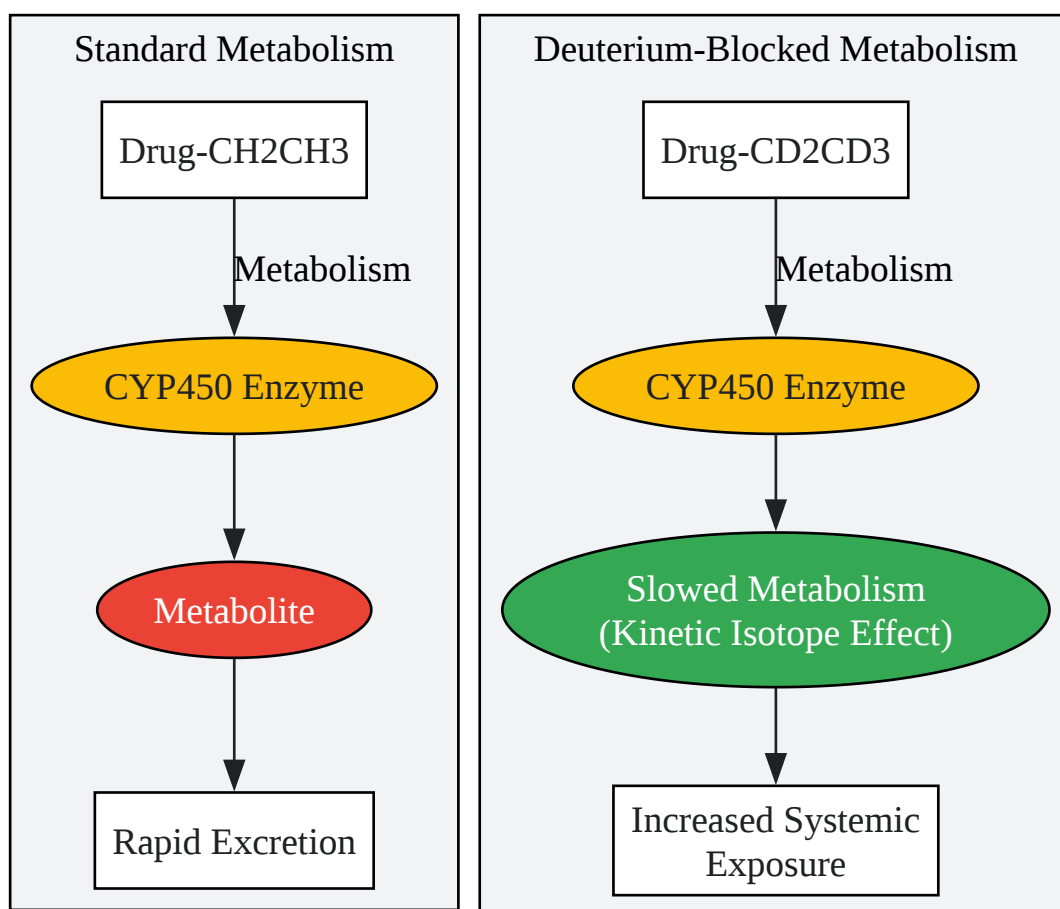 Standard Metabolism
Drug-CH2CH3
Metabolism
CYP450 Enzyme
Metabolite
Rapid Excretion
Deuterium-Blocked Metabolism
Drug-CD2CD3
Metabolism
CYP450 Enzyme
Slowed Metabolism
(Kinetic Isotope Effect)
Increased Systemic
Exposure